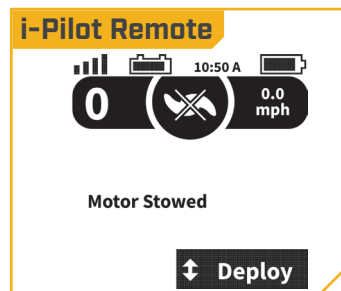 i-Pilot Remote
10:50 A
0
0.0
mph
Motor Stowed
Deploy